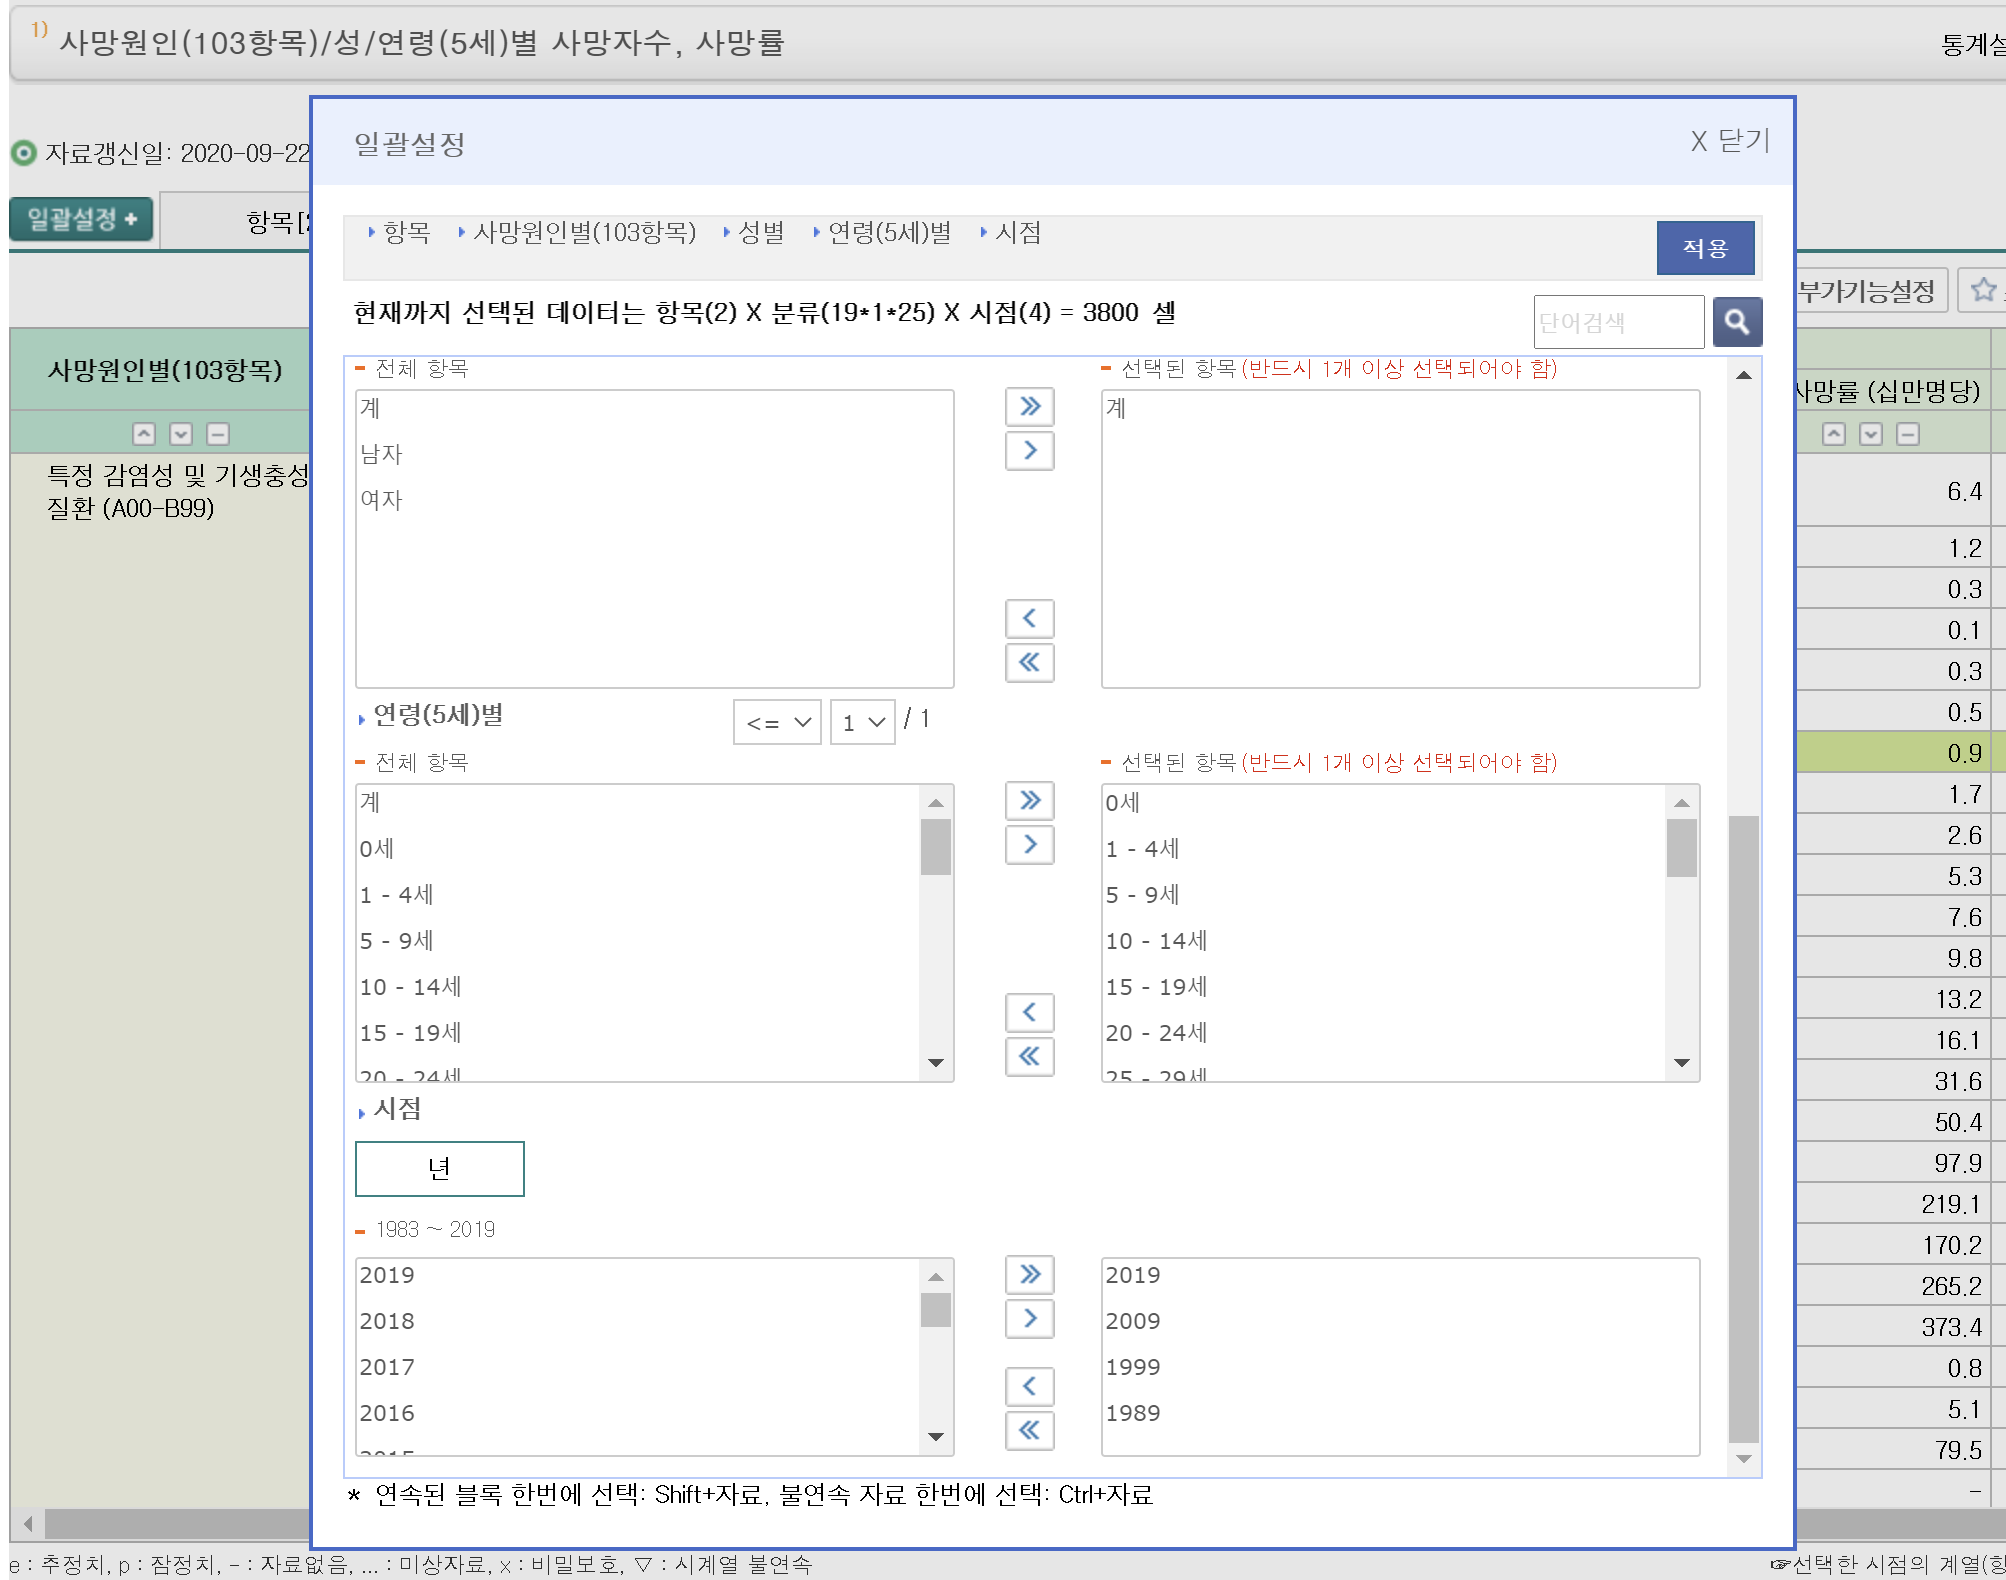 1) 사망원인(103항목)/성/연령(5세)별 사망자수, 사망률
통계설
자료갱신일: 2020-09-22
일괄설정 +
항목[2
일괄설정
X 닫기
항목 사망원인별(103항목) 성별 연령(5세)별 시점
적용
현재까지 선택된 데이터는 항목(2) X 분류(19*1*25) X 시점(4) = 3800 셀
단어검색
부가기능설정
사망원인별(103항목)
사망률 (십만명당)
특정 감염성 및 기생충성
질환 (A00-B99)
전체 항목
계
남자
여자
선택된 항목(반드시 1개 이상 선택되어야 함)
계
연령(5세)별
<= 1 / 1
전체 항목
계
0세
1 - 4세
5 - 9세
10 - 14세
15 - 19세
20 - 24세
선택된 항목(반드시 1개 이상 선택되어야 함)
0세
1 - 4세
5 - 9세
10 - 14세
15 - 19세
20 - 24세
25 - 29세
시점
년
1983 ~ 2019
2019
2018
2017
2016
2015
2019
2009
1999
1989
* 연속된 블록 한번에 선택: Shift+자료, 불연속 자료 한번에 선택: Ctrl+자료
6.4
1.2
0.3
0.1
0.3
0.5
0.9
1.7
2.6
5.3
7.6
9.8
13.2
16.1
31.6
50.4
97.9
219.1
170.2
265.2
373.4
0.8
5.1
79.5
-
e : 추정치, p : 잠정치, - : 자료없음, ... : 미상자료, x : 비밀보호, ▽ : 시계열 불연속
☞선택한 시점의 계열(항